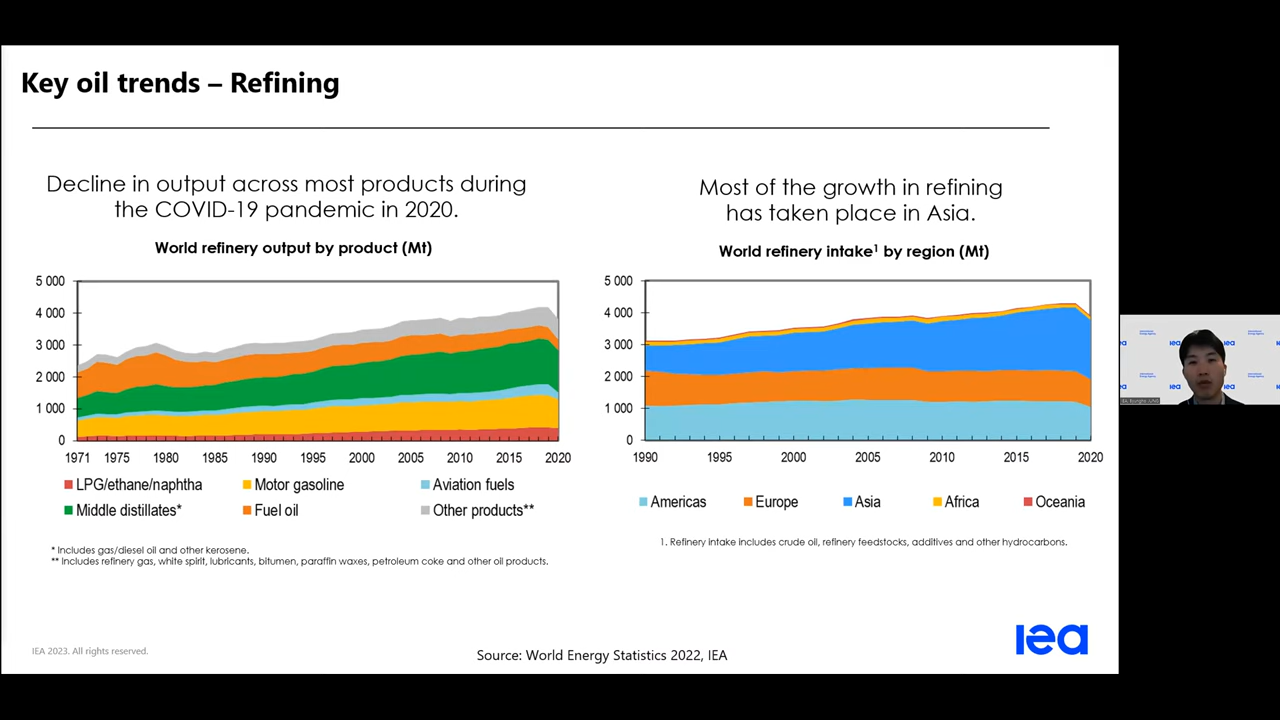 Key oil trends – Refining
Decline in output across most products during
the COVID-19 pandemic in 2020.
World refinery output by product (Mt)
5 000
4 000
3 000
2 000
1 000
0
1971 1975 1980 1985 1990 1995 2000 2005 2010 2015 2020
LPG/ethane/naphtha Motor gasoline Aviation fuels
Middle distillates* Fuel oil Other products**
* Includes gas/diesel oil and other kerosene.
** Includes refinery gas, white spirit, lubricants, bitumen, paraffin waxes, petroleum coke and other oil products.
Most of the growth in refining
has taken place in Asia.
World refinery intake¹ by region (Mt)
5 000
4 000
3 000
2 000
1 000
0
1990 1995 2000 2005 2010 2015 2020
Americas Europe Asia Africa Oceania
1. Refinery intake includes crude oil, refinery feedstocks, additives and other hydrocarbons.
IEA 2023. All rights reserved.
Source: World Energy Statistics 2022, IEA
iea
iea